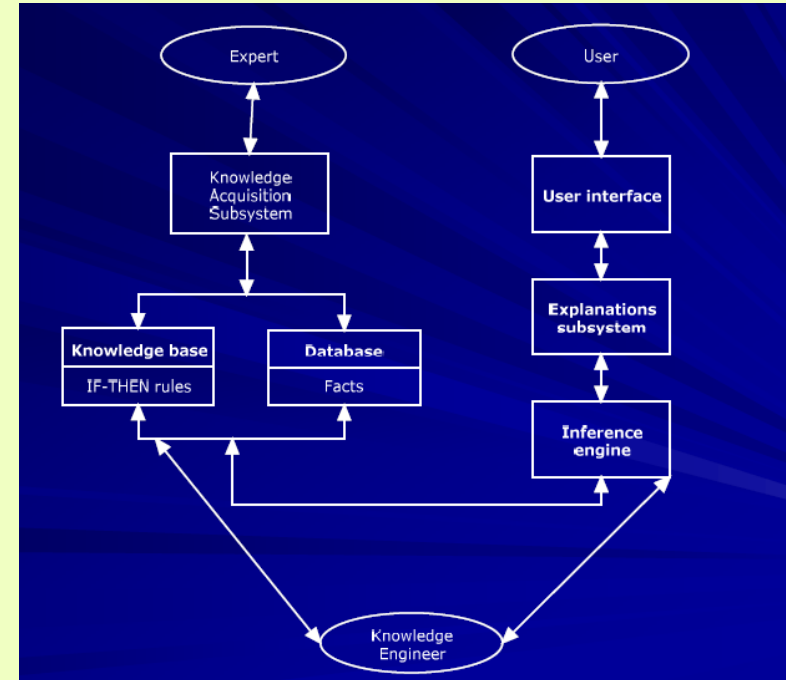 Expert
User
Knowledge
Acquisition
Subsystem
User interface
Explanations
subsystem
Knowledge base
IF-THEN rules
Database
Facts
Inference
engine
Knowledge
Engineer